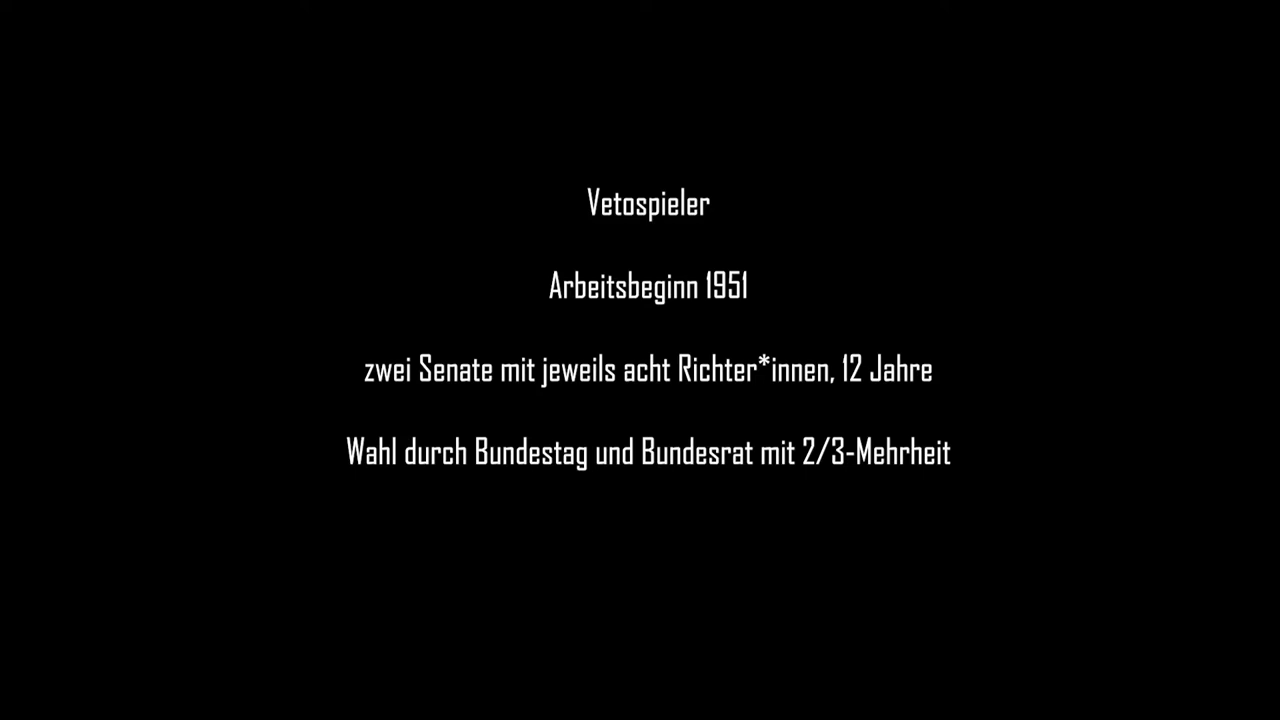 Vetospieler
Arbeitsbeginn 1951
zwei Senate mit jeweils acht Richter*innen, 12 Jahre
Wahl durch Bundestag und Bundesrat mit 2/3-Mehrheit